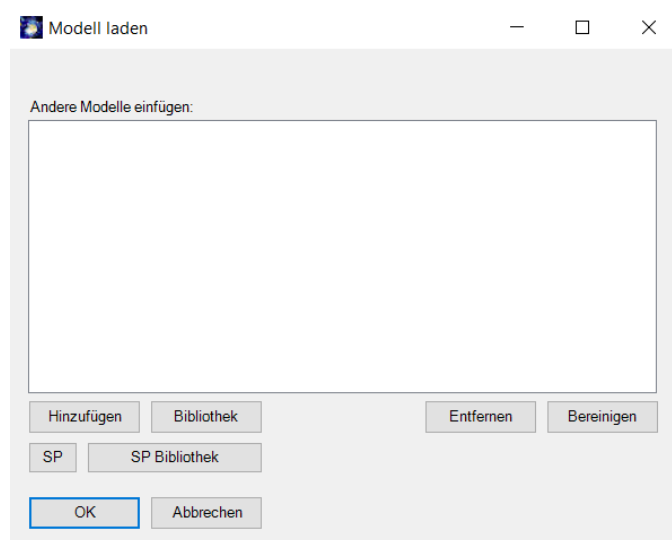 Modell laden
Andere Modelle einfügen:
Hinzufügen Bibliothek Entfernen Bereinigen
SP SP Bibliothek
OK Abbrechen